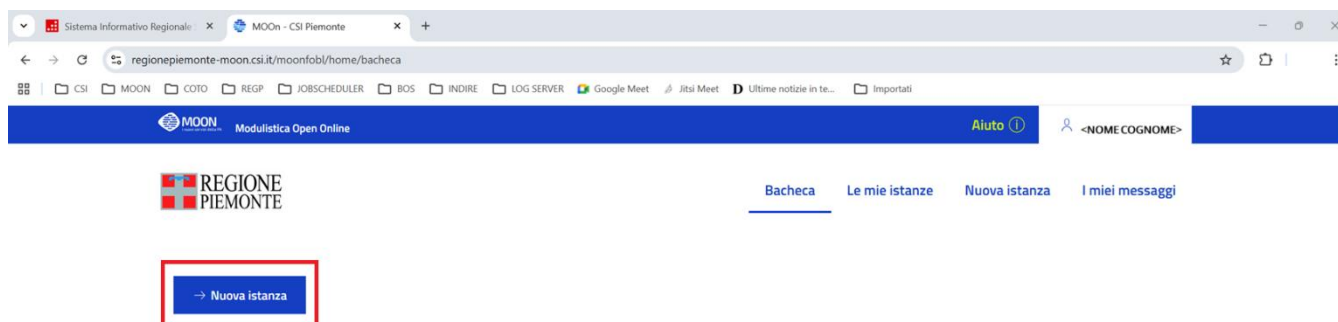 Sistema Informativo Regionale
MOOn - CSI Piemonte
regionepiemonte-moon.csi.it/moonfobl/home/bacheca
CSI MOON COTO REGP JOBSCHEDULER BOS INDIRE LOG SERVER Google Meet Jitsi Meet D Ultime notizie in te... Importati
MOON Modulistica Open Online Aiuto <NOME COGNOME>
REGIONE
PIEMONTE
Bacheca Le mie istanze Nuova istanza I miei messaggi
→ Nuova istanza